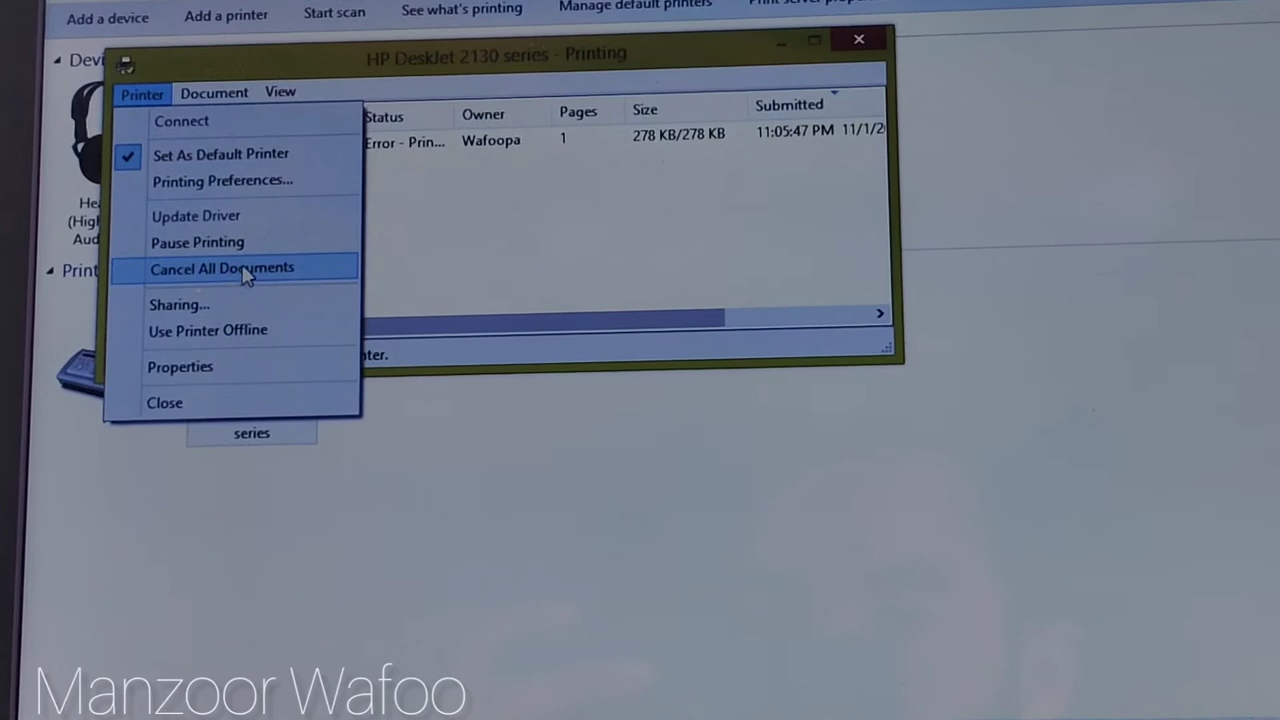 Add a device
Add a printer
Start scan
See what's printing
Manage default printers
Print server
Devi
HP DeskJet 2130 series - Printing
Printer
Document
View
Status
Owner
Pages
Size
Submitted
Error - Prin...
Wafoopa
1
278 KB/278 KB
11:05:47 PM 11/1/2
Connect
Set As Default Printer
Printing Preferences...
Update Driver
Pause Printing
Cancel All Documents
Sharing...
Use Printer Offline
Properties
Close
He
(High
Aud
Print
nter.
series
Manzoor Wafoo